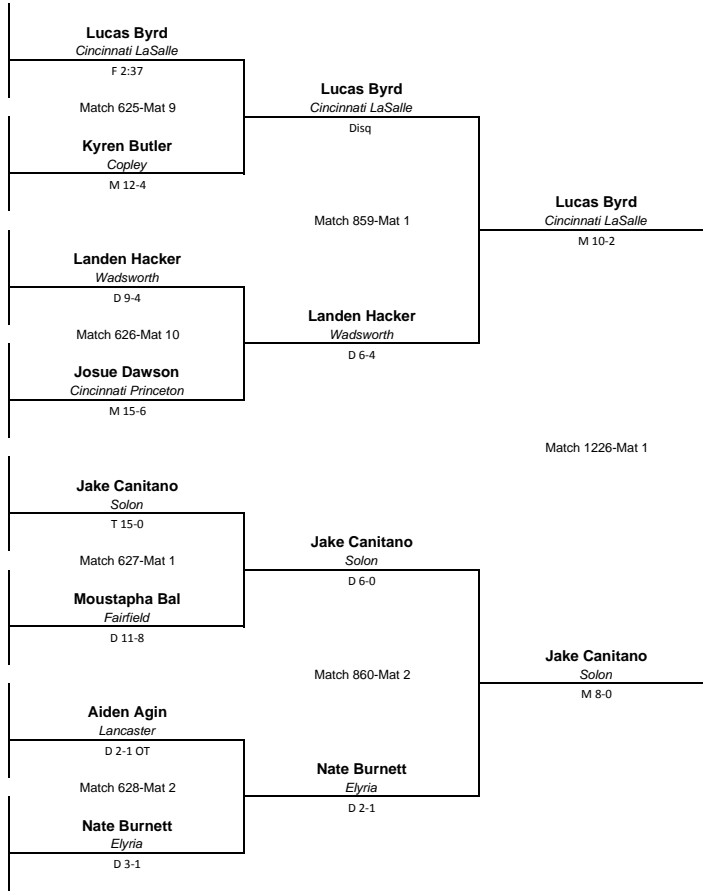 Lucas Byrd
Cincinnati LaSalle
F 2:37
Match 625-Mat 9
Kyren Butler
Copley
M 12-4
Landen Hacker
Wadsworth
D 9-4
Match 626-Mat 10
Josue Dawson
Cincinnati Princeton
M 15-6
Jake Canitano
Solon
T 15-0
Match 627-Mat 1
Moustapha Bal
Fairfield
D 11-8
Aiden Agin
Lancaster
D 2-1 OT
Match 628-Mat 2
Nate Burnett
Elyria
D 3-1
Lucas Byrd
Cincinnati LaSalle
Disq
Match 859-Mat 1
Landen Hacker
Wadsworth
D 6-4
Jake Canitano
Solon
D 6-0
Match 860-Mat 2
Nate Burnett
Elyria
D 2-1
Lucas Byrd
Cincinnati LaSalle
M 10-2
Match 1226-Mat 1
Jake Canitano
Solon
M 8-0